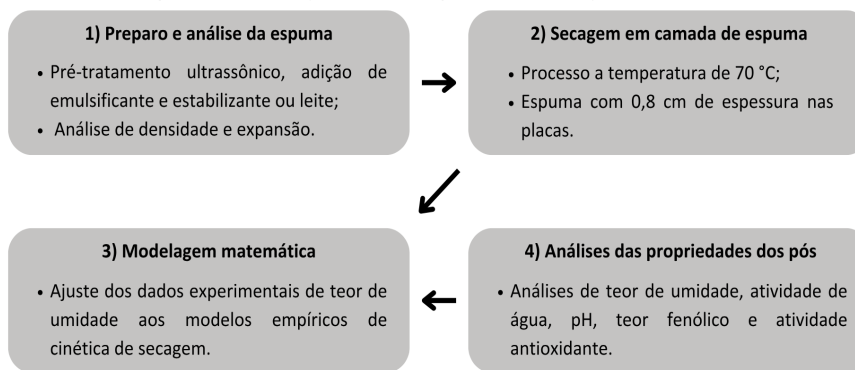 1) Preparo e análise da espuma
• Pré-tratamento ultrassônico, adição de
emulsificante e estabilizante ou leite;
• Análise de densidade e expansão.
2) Secagem em camada de espuma
• Processo a temperatura de 70 °C;
• Espuma com 0,8 cm de espessura nas
placas.
3) Modelagem matemática
• Ajuste dos dados experimentais de teor de
umidade aos modelos empíricos de
cinética de secagem.
4) Análises das propriedades dos pós
• Análises de teor de umidade, atividade de
água, pH, teor fenólico e atividade
antioxidante.